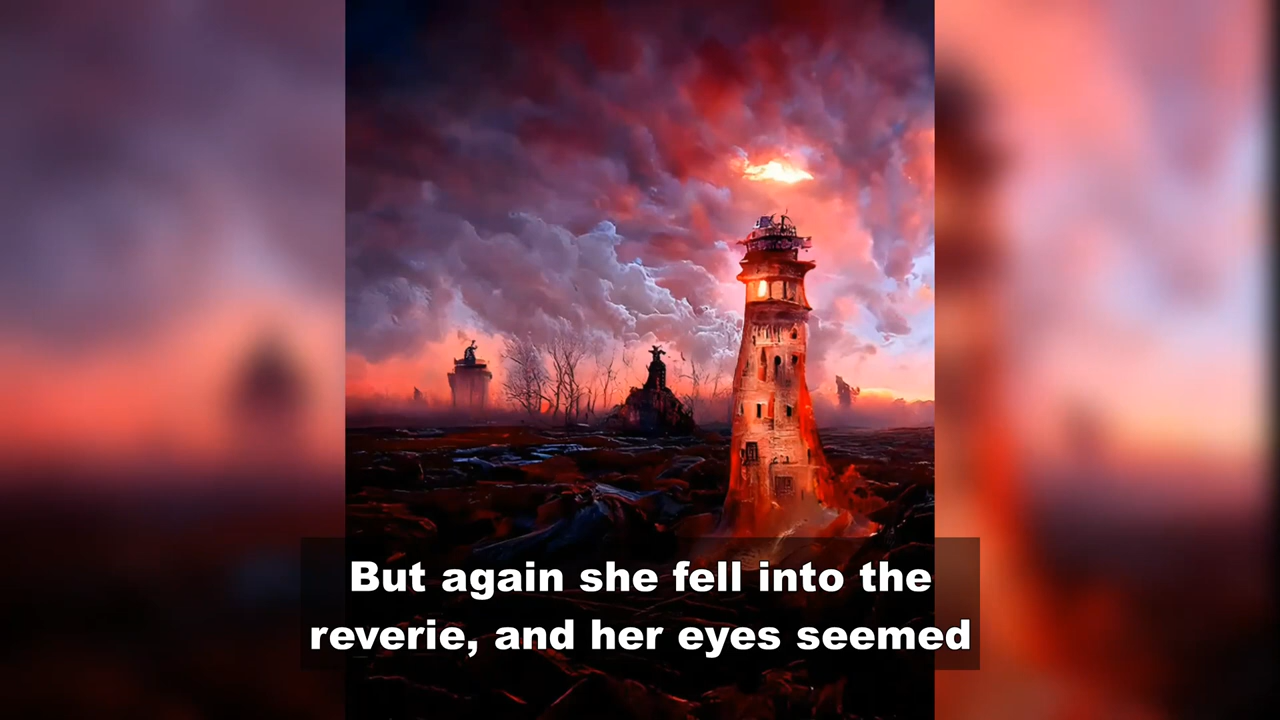 But again she fell into the
reverie, and her eyes seemed